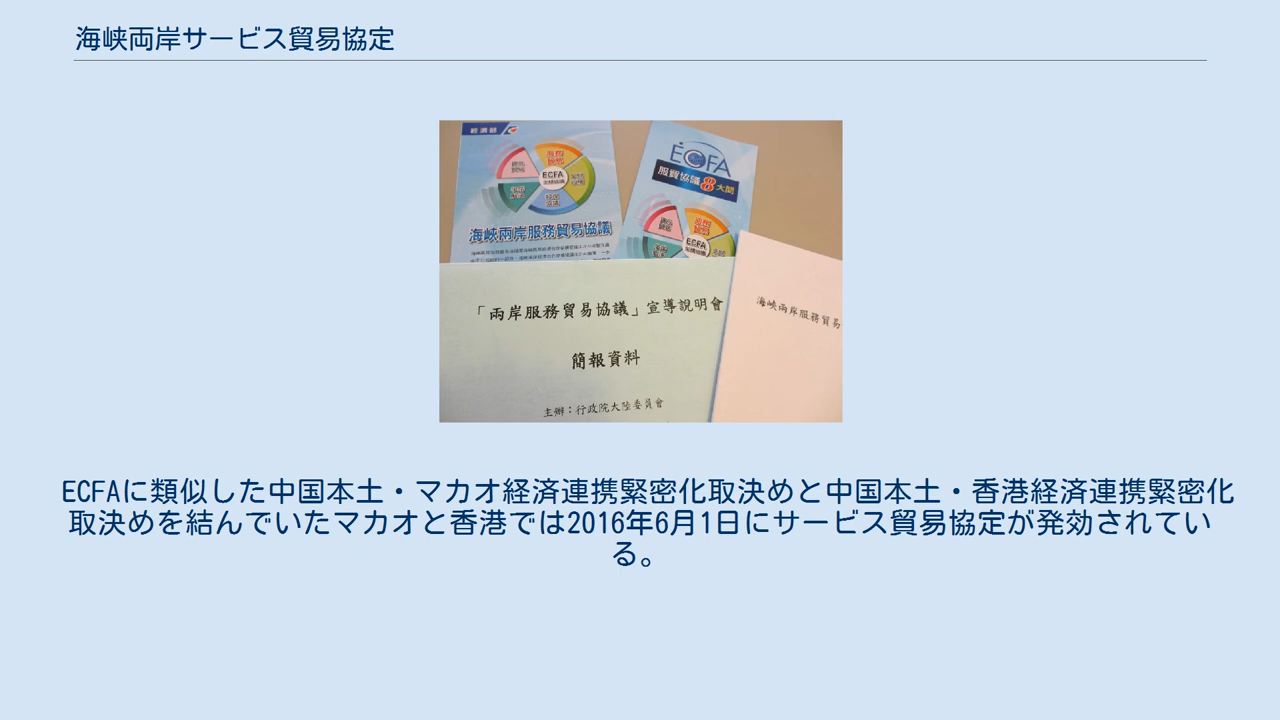 海峡両岸サービス貿易協定
經濟部
ECFA
海峽兩岸服務貿易協議
ECFA
服貿協議8大問
ECFA
「兩岸服務貿易協議」宣導說明會
簡報資料
主辦：行政院大陸委員會
海峽兩岸服務貿易
ECFAに類似した中国本土・マカオ経済連携緊密化取決めと中国本土・香港経済連携緊密化
取決めを結んでいたマカオと香港では2016年6月1日にサービス貿易協定が発効されてい
る。